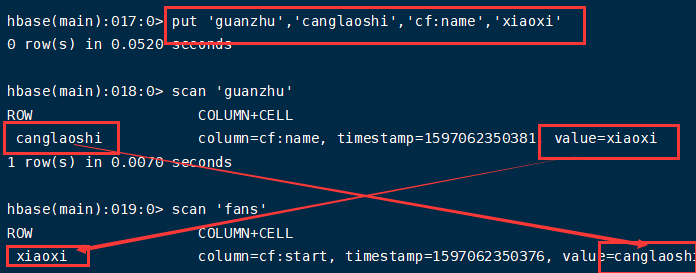 hbase(main):017:0> put 'guanzhu','canglaoshi','cf:name','xiaoxi'
0 row(s) in 0.0520 seconds
hbase(main):018:0> scan 'guanzhu'
ROW COLUMN+CELL
canglaoshi column=cf:name, timestamp=1597062350381, value=xiaoxi
1 row(s) in 0.0070 seconds
hbase(main):019:0> scan 'fans'
ROW COLUMN+CELL
xiaoxi column=cf:start, timestamp=1597062350376, value=canglaoshi